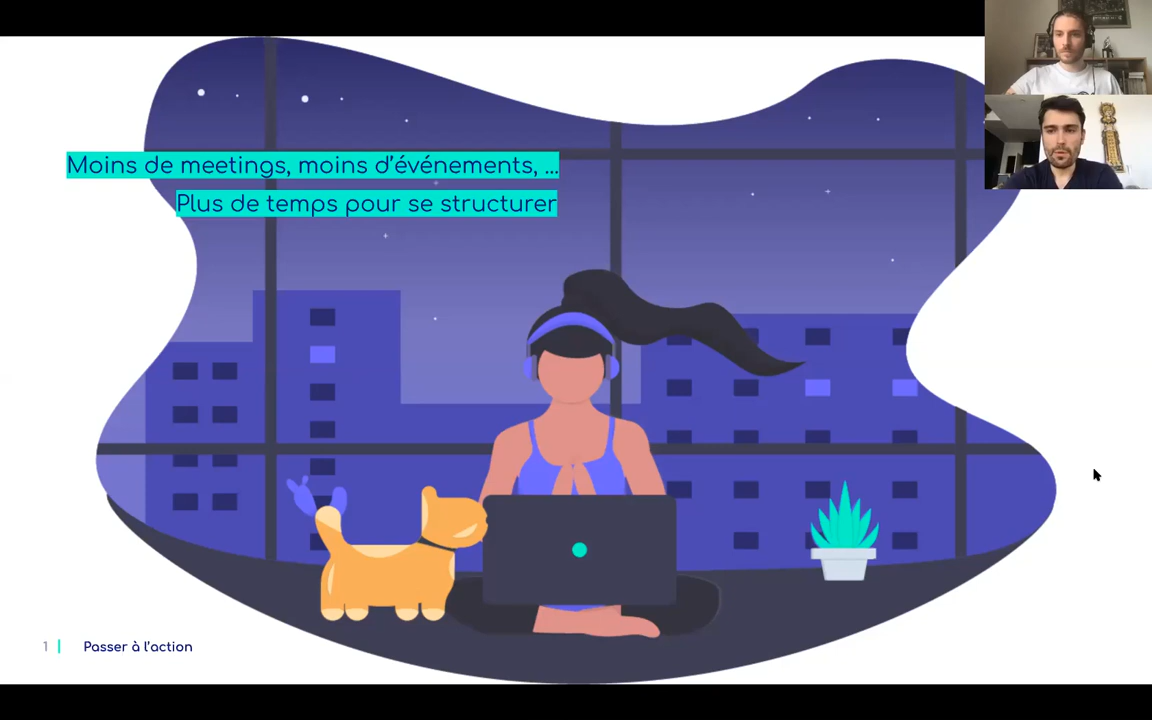 Moins de meetings, moins d'événements, ...
Plus de temps pour se structurer
1 | Passer à l'action